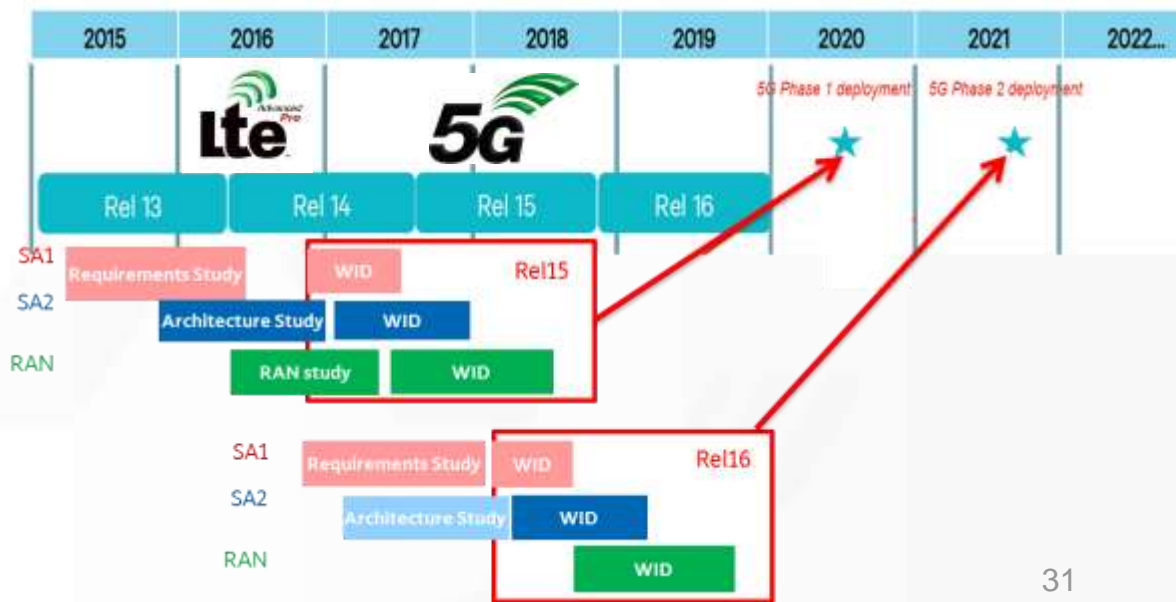 2015 2016 2017 2018 2019 2020 2021 2022...
Advanced
Pro
Lte
5G
5G Phase 1 deployment 5G Phase 2 deployment
Rel 13 Rel 14 Rel 15 Rel 16
SA1 Requirements Study WID Rel15
SA2 Architecture Study WID
RAN RAN study WID
SA1 Requirements Study WID Rel16
SA2 Architecture Study WID
RAN WID
31